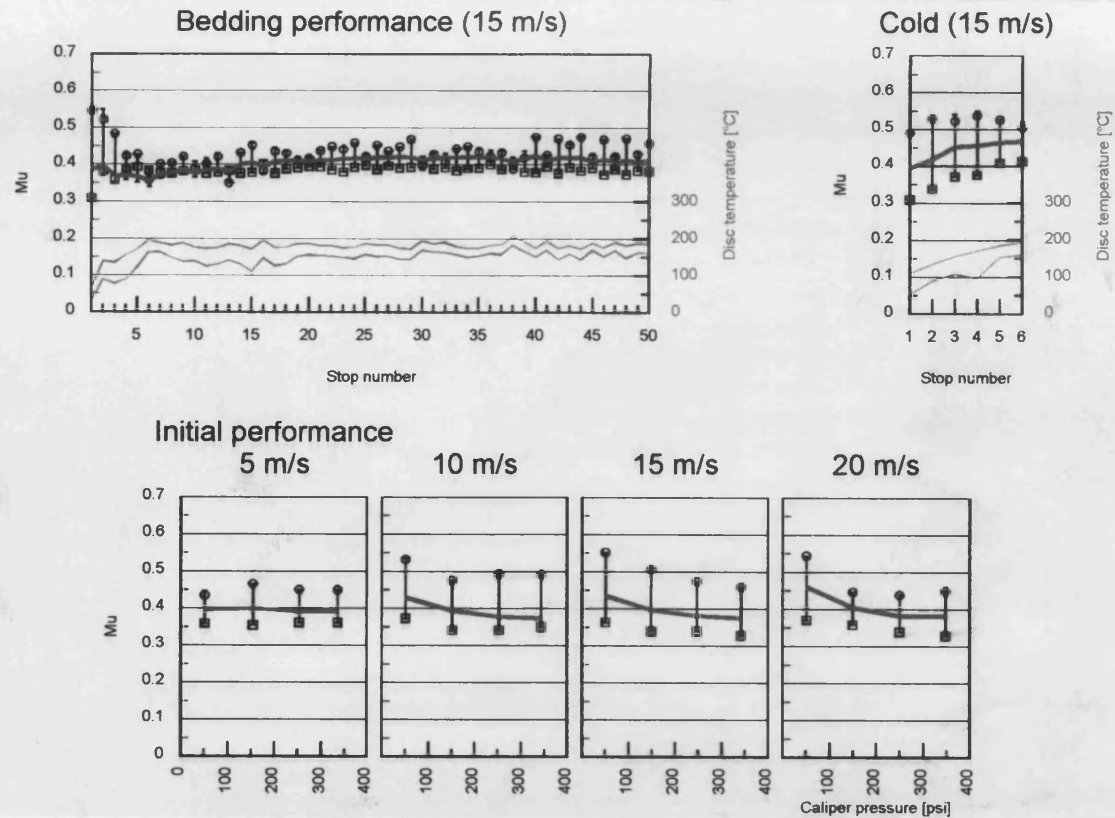 Bedding performance (15 m/s)
Cold (15 m/s)
0.7
0.6
0.5
0.4
0.3
0.2
0.1
0
Mu
300
200
100
0
Disc temperature [°C]
5 10 15 20 25 30 35 40 45 50
Stop number
0.7
0.6
0.5
0.4
0.3
0.2
0.1
0
Mu
300
200
100
0
Disc temperature [°C]
1 2 3 4 5 6
Stop number
Initial performance
5 m/s 10 m/s 15 m/s 20 m/s
0.7
0.6
0.5
0.4
0.3
0.2
0.1
0
Mu
0 100 200 300 400
100 200 300 400
100 200 300 400
100 200 300 400
Caliper pressure [psi]